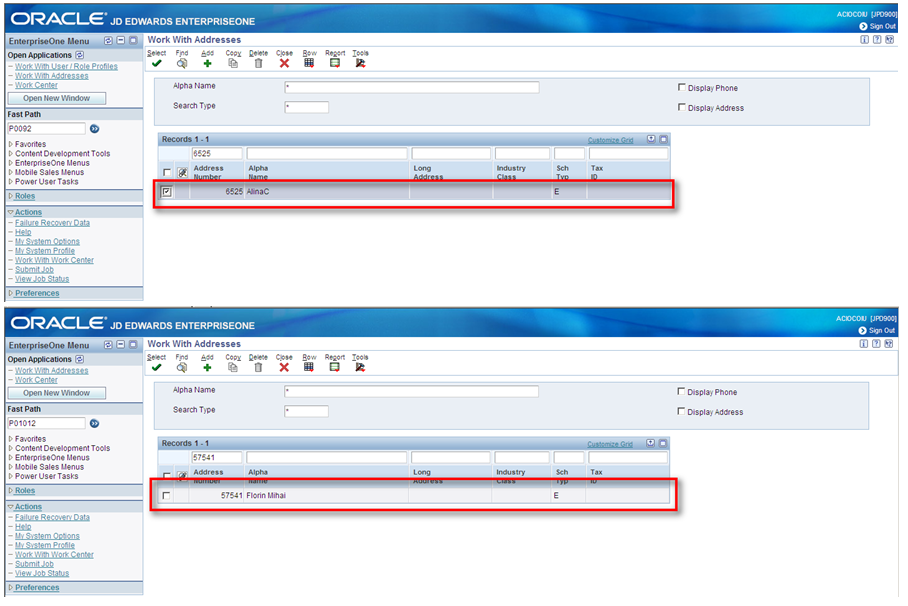 ORACLE JD EDWARDS ENTERPRISEONE
ACIOCOIU [JPD900]
Sign Out
EnterpriseOne Menu
Open Applications
Work With User / Role Profiles
Work With Addresses
Work Center
Open New Window
Fast Path
P0092
Favorites
Content Development Tools
EnterpriseOne Menus
Mobile Sales Menus
Power User Tasks
Roles
Actions
Failure Recovery Data
Help
My System Options
My System Profile
Work With Work Center
Submit Job
View Job Status
Preferences
Work With Addresses
Select Find Add Copy Delete Close Row Report Tools
Alpha Name *
Display Phone
Search Type *
Display Address
Records 1 - 1 Customize Grid
6525
Address Alpha Long Industry Sch Tax
Number Name Address Class Typ ID
6525 AlinaC E
ORACLE JD EDWARDS ENTERPRISEONE
ACIOCOIU [JPD900]
Sign Out
EnterpriseOne Menu
Open Applications
Work With Addresses
Work Center
Open New Window
Fast Path
P01012
Favorites
Content Development Tools
EnterpriseOne Menus
Mobile Sales Menus
Power User Tasks
Roles
Actions
Failure Recovery Data
Help
My System Options
My System Profile
Work With Work Center
Submit Job
View Job Status
Preferences
Work With Addresses
Select Find Add Copy Delete Close Row Report Tools
Alpha Name *
Display Phone
Search Type *
Display Address
Records 1 - 1 Customize Grid
57541
Address Alpha Long Industry Sch Tax
Number Name Address Class Typ ID
57541 Florin Mihai E